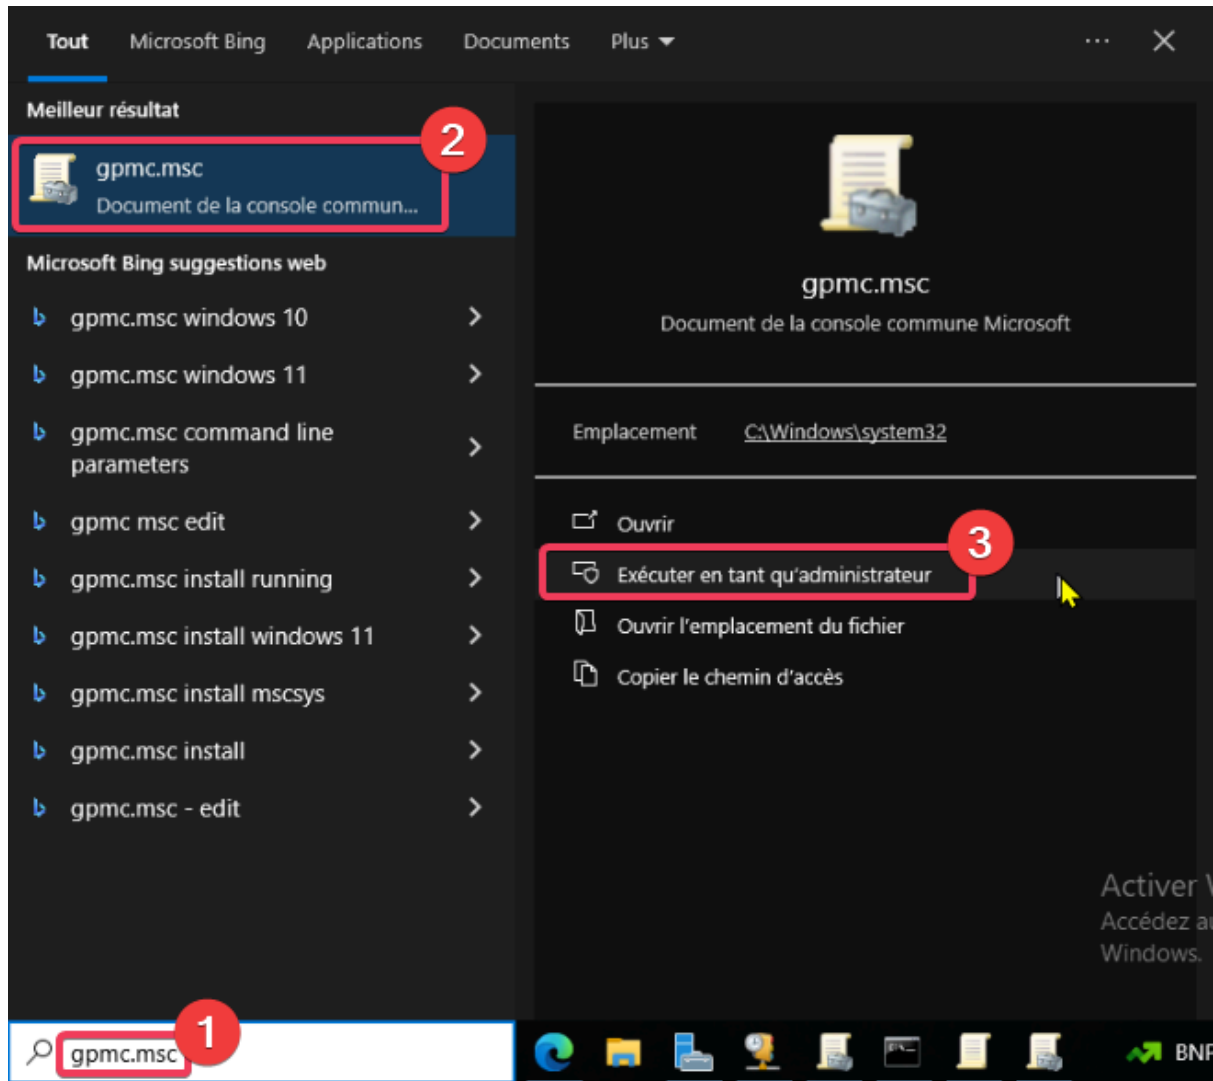 Tout Microsoft Bing Applications Documents Plus
Meilleur résultat
2
gpmc.msc
Document de la console commun...
Microsoft Bing suggestions web
gpmc.msc windows 10
gpmc.msc windows 11
gpmc.msc command line
parameters
gpmc msc edit
gpmc.msc install running
gpmc.msc install windows 11
gpmc.msc install mscsys
gpmc.msc install
gpmc.msc - edit
gpmc.msc
Document de la console commune Microsoft
Emplacement C:\Windows\system32
Ouvrir
3
Exécuter en tant qu'administrateur
Ouvrir l'emplacement du fichier
Copier le chemin d'accès
Activer
Accédez au
Windows.
1
gpmc.msc
BNP